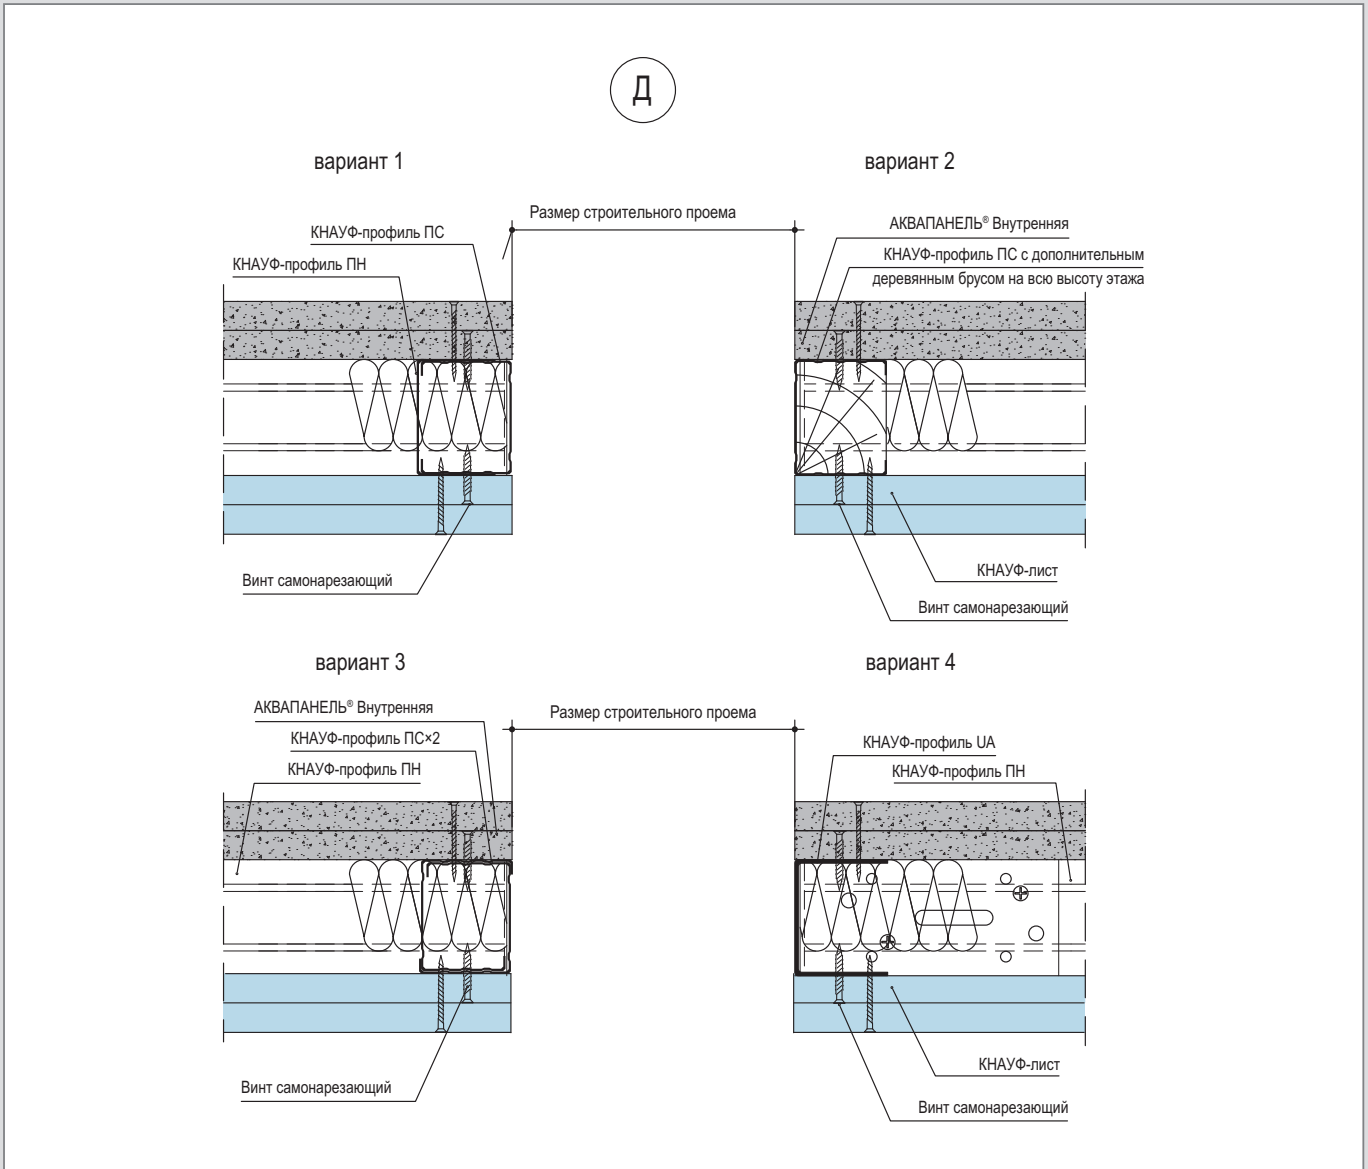 Д
вариант 1
вариант 2
Размер строительного проема
КНАУФ-профиль ПС
КНАУФ-профиль ПН
АКВАПАНЕЛЬ® Внутренняя
КНАУФ-профиль ПС с дополнительным
деревянным брусом на всю высоту этажа
Винт самонарезающий
КНАУФ-лист
Винт самонарезающий
вариант 3
вариант 4
АКВАПАНЕЛЬ® Внутренняя
КНАУФ-профиль ПС×2
КНАУФ-профиль ПН
Размер строительного проема
КНАУФ-профиль UA
КНАУФ-профиль ПН
Винт самонарезающий
КНАУФ-лист
Винт самонарезающий